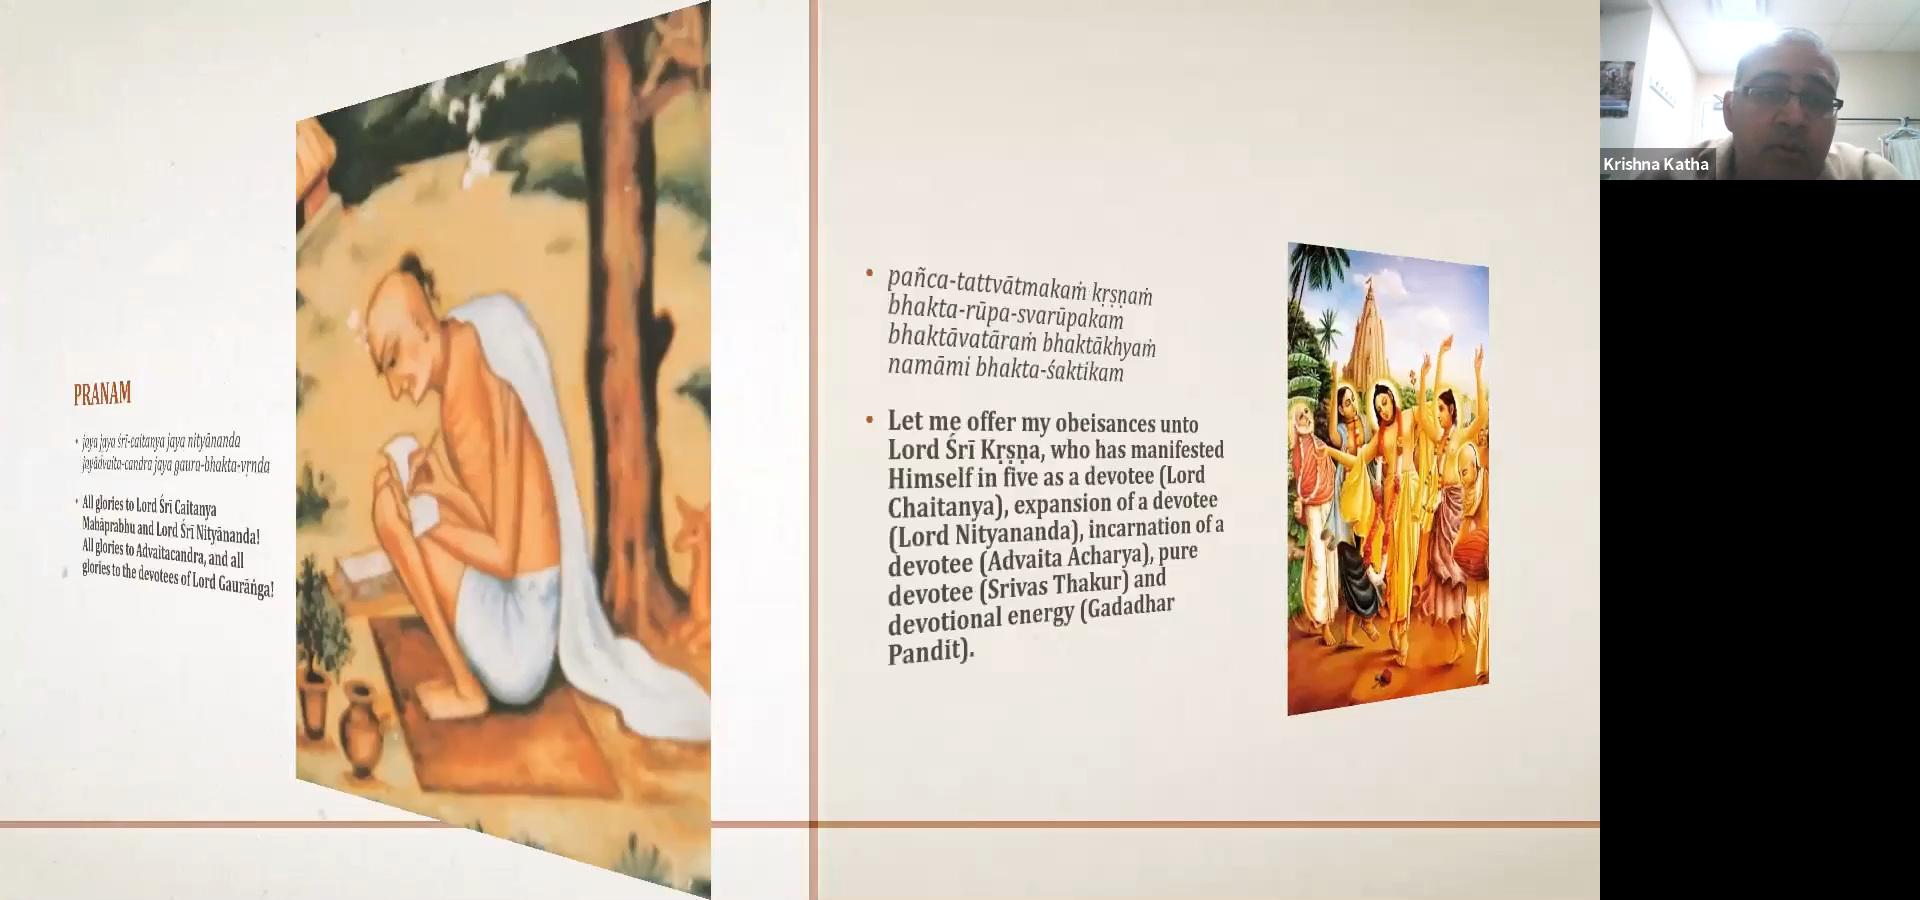 PRANAM
• jaya jaya śrī-caitanya jaya nityānanda
jayādvaita-candra jaya gaura-bhakta-vṛnda
• All glories to Lord Śrī Caitanya
Mahāprabhu and Lord Śrī Nityānanda!
All glories to Advaitacandra, and all
glories to the devotees of Lord Gaurāṅga!
• pañca-tattvātmakaṁ kṛṣṇaṁ
bhakta-rūpa-svarūpakam
bhaktāvatāraṁ bhaktākhyaṁ
namāmi bhakta-śaktikam
• Let me offer my obeisances unto
Lord Śrī Kṛṣṇa, who has manifested
Himself in five as a devotee (Lord
Chaitanya), expansion of a devotee
(Lord Nityananda), incarnation of a
devotee (Advaita Acharya), pure
devotee (Srivas Thakur) and
devotional energy (Gadadhar
Pandit).
Krishna Katha